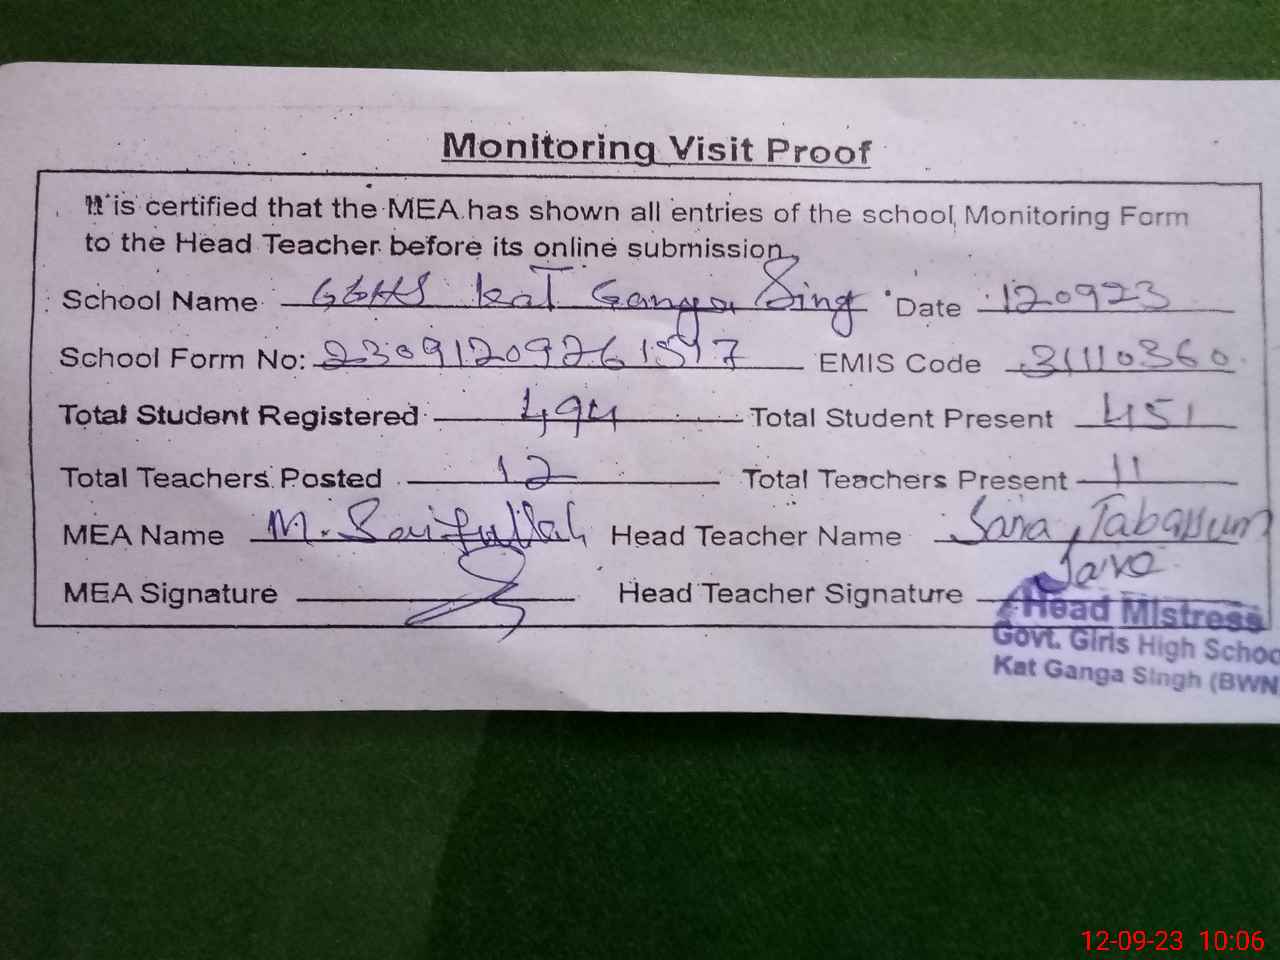 Monitoring Visit Proof
It is certified that the MEA has shown all entries of the school Monitoring Form
to the Head Teacher before its online submission.
School Name GGHS Kat Ganga Sing Date 120923
School Form No: 23091209261517 EMIS Code 31110360
Total Student Registered 494 Total Student Present 451
Total Teachers Posted 12 Total Teachers Present 11
MEA Name M. Saifullah Head Teacher Name Sana Tabassum
MEA Signature Head Teacher Signature Sana
Head Mistress
Govt. Girls High School
Kat Ganga Singh (BWN
12-09-23 10:06